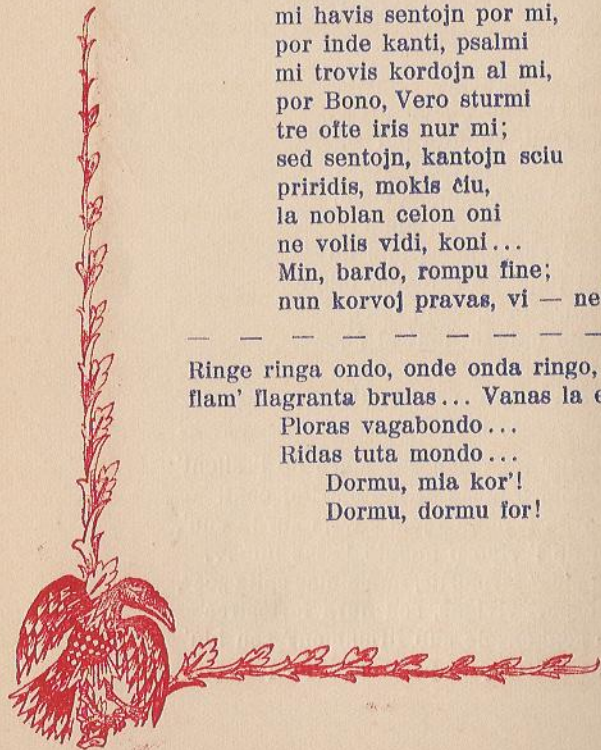 mi havis sentojn por mi,
por inde kanti, psalmi
mi trovis kordojn al mi,
por Bono, Vero sturmi
tre ofte iris nur mi;
sed sentojn, kantojn sciu
priridis, mokis ĉiu,
la noblan celon oni
ne volis vidi, koni...
Min, bardo, rompu fine;
nun korvoj pravas, vi — ne
— — — — — — — — —
Ringe ringa ondo, onde onda ringo,
flam' flagranta brulas... Vanas la
Ploras vagabondo...
Ridas tuta mondo...
Dormu, mia kor'!
Dormu, dormu for!